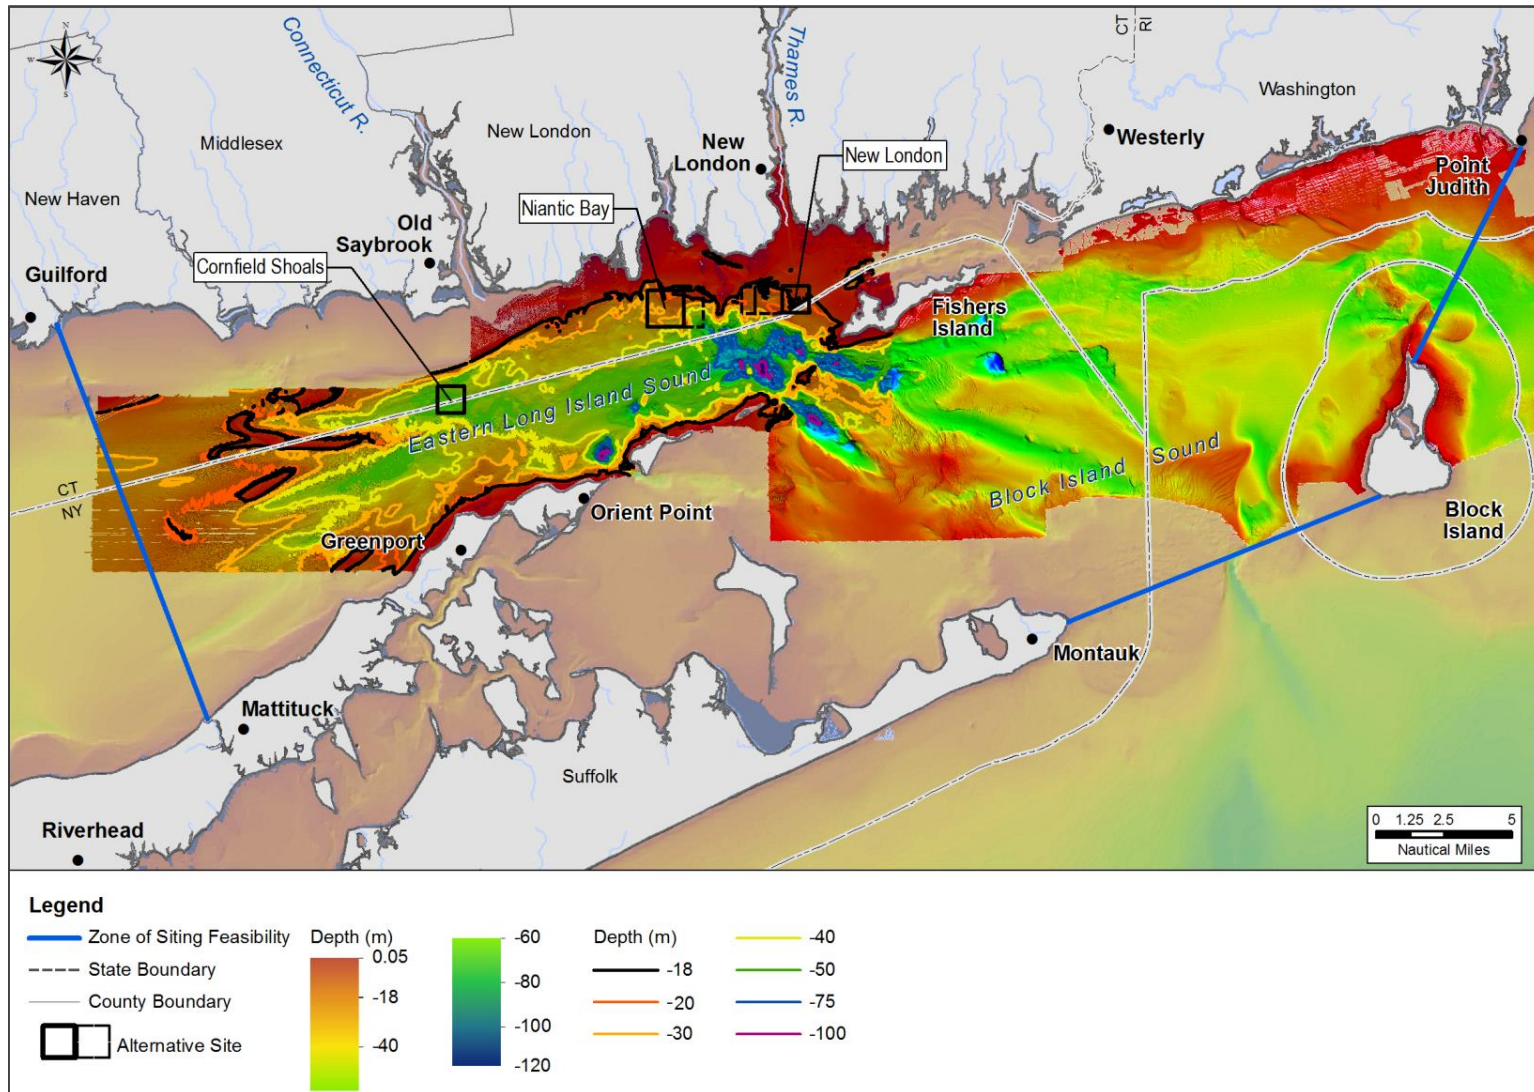 N
W
E
S
Connecticut R.
Thames R.
CT
RI
Washington
Middlesex
New London
Westerly
New
London
New London
Point
Judith
New Haven
Niantic Bay
Old
Saybrook
Cornfield Shoals
Guilford
Fishers
Island
Eastern Long Island Sound
Block Island Sound
CT
NY
Orient Point
Block
Island
Greenport
Montauk
Mattituck
Suffolk
Riverhead
0 1.25 2.5 5
Nautical Miles
Legend
Zone of Siting Feasibility
State Boundary
County Boundary
Alternative Site
Depth (m)
0.05
-18
-40
-60
-80
-100
-120
Depth (m)
-18
-20
-30
-40
-50
-75
-100